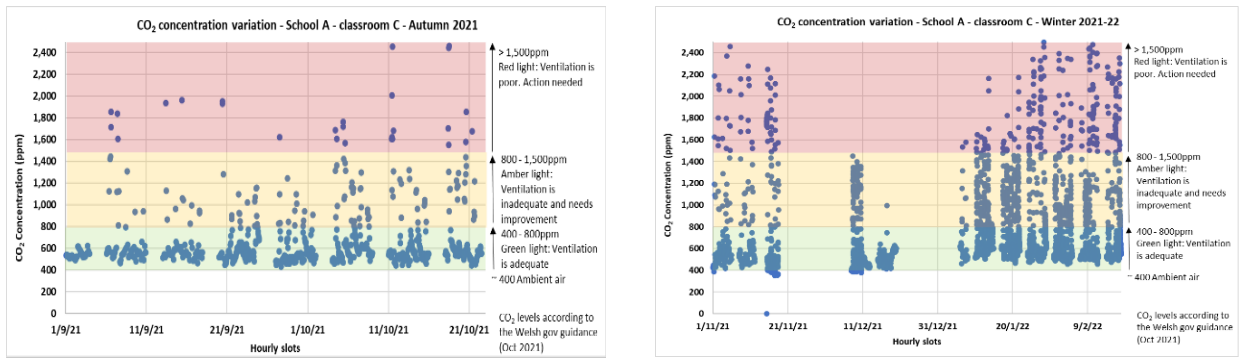 CO₂ concentration variation - School A - classroom C - Autumn 2021
2,400
2,200
2,000
1,800
1,600
1,400
1,200
1,000
800
600
400
200
0
CO₂ Concentration (ppm)
1/9/21 11/9/21 21/9/21 1/10/21 11/10/21 21/10/21
Hourly slots
> 1,500ppm
Red light: Ventilation is
poor. Action needed
800 - 1,500ppm
Amber light:
Ventilation is
inadequate and needs
improvement
400 - 800ppm
Green light: Ventilation
is adequate
~ 400 Ambient air
CO₂ levels according to
the Welsh gov guidance
(Oct 2021)
CO₂ concentration variation - School A - classroom C - Winter 2021-22
2,400
2,200
2,000
1,800
1,600
1,400
1,200
1,000
800
600
400
200
0
CO₂ Concentration (ppm)
1/11/21 21/11/21 11/12/21 31/12/21 20/1/22 9/2/22
Hourly slots
> 1,500ppm
Red light: Ventilation is
poor. Action needed
800 - 1,500ppm
Amber light:
Ventilation is
inadequate and needs
improvement
400 - 800ppm
Green light: Ventilation
is adequate
~ 400 Ambient air
CO₂ levels according to
the Welsh gov guidance
(Oct 2021)